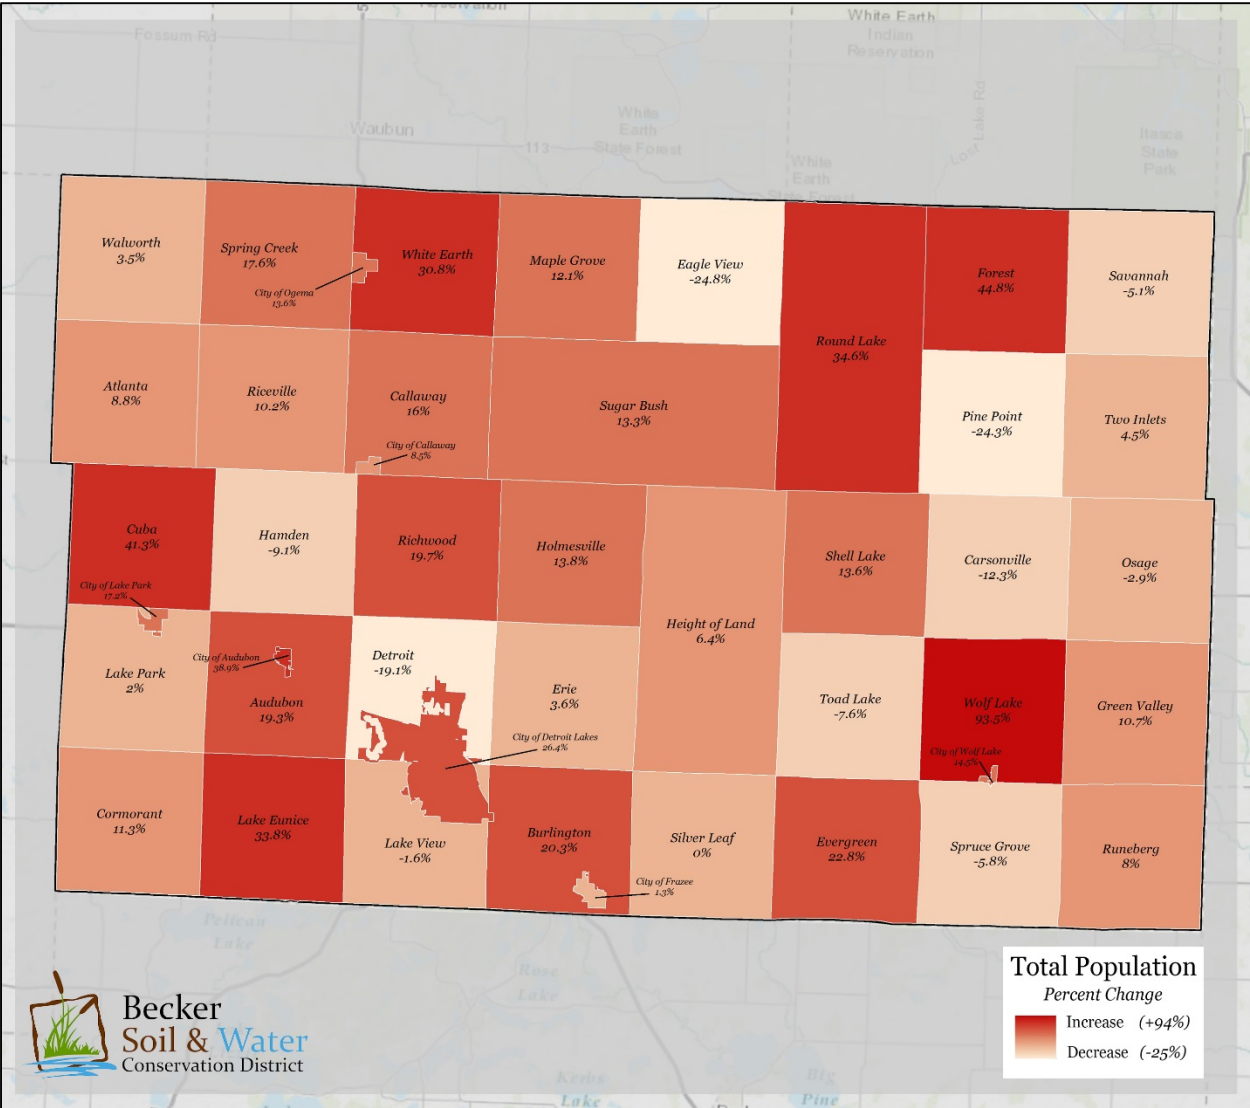 Reservation
White Earth
Indian
Reservation
Fossum Rd
White
Earth
State Forest
Waubun
113
Lost Lake Rd
White
Earth
State Forest
Itasca
State
Park
Walworth
3.5%
Spring Creek
17.6%
City of Ogema
13.6%
White Earth
30.8%
Maple Grove
12.1%
Eagle View
-24.8%
Round Lake
34.6%
Forest
44.8%
Savannah
-5.1%
Atlanta
8.8%
Riceville
10.2%
Callaway
16%
City of Callaway
8.5%
Sugar Bush
13.3%
Pine Point
-24.3%
Two Inlets
4.5%
Cuba
41.3%
City of Lake Park
17.2%
Hamden
-9.1%
Richwood
19.7%
Holmesville
13.8%
Height of Land
6.4%
Shell Lake
13.6%
Carsonville
-12.3%
Osage
-2.9%
Lake Park
2%
City of Audubon
38.9%
Audubon
19.3%
Detroit
-19.1%
City of Detroit Lakes
26.4%
Erie
3.6%
Toad Lake
-7.6%
Wolf Lake
93.5%
City of Wolf Lake
14.5%
Green Valley
10.7%
Cormorant
11.3%
Lake Eunice
33.8%
Lake View
-1.6%
Burlington
20.3%
City of Frazee
1.3%
Silver Leaf
0%
Evergreen
22.8%
Spruce Grove
-5.8%
Runeberg
8%
Pelican
Lake
Rose
Lake
Kerbs
Lake
Big
Pine
Becker
Soil & Water
Conservation District
Total Population
Percent Change
Increase (+94%)
Decrease (-25%)